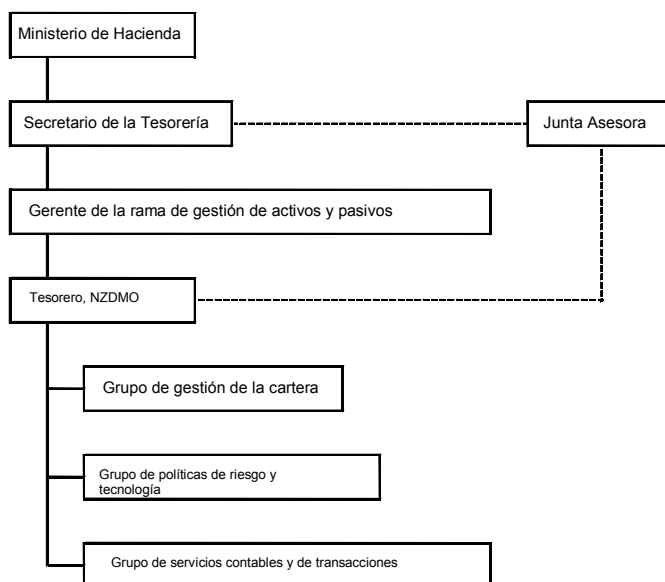 Ministerio de Hacienda
Secretario de la Tesorería
Junta Asesora
Gerente de la rama de gestión de activos y pasivos
Tesorero, NZDMO
Grupo de gestión de la cartera
Grupo de políticas de riesgo y
tecnología
Grupo de servicios contables y de transacciones